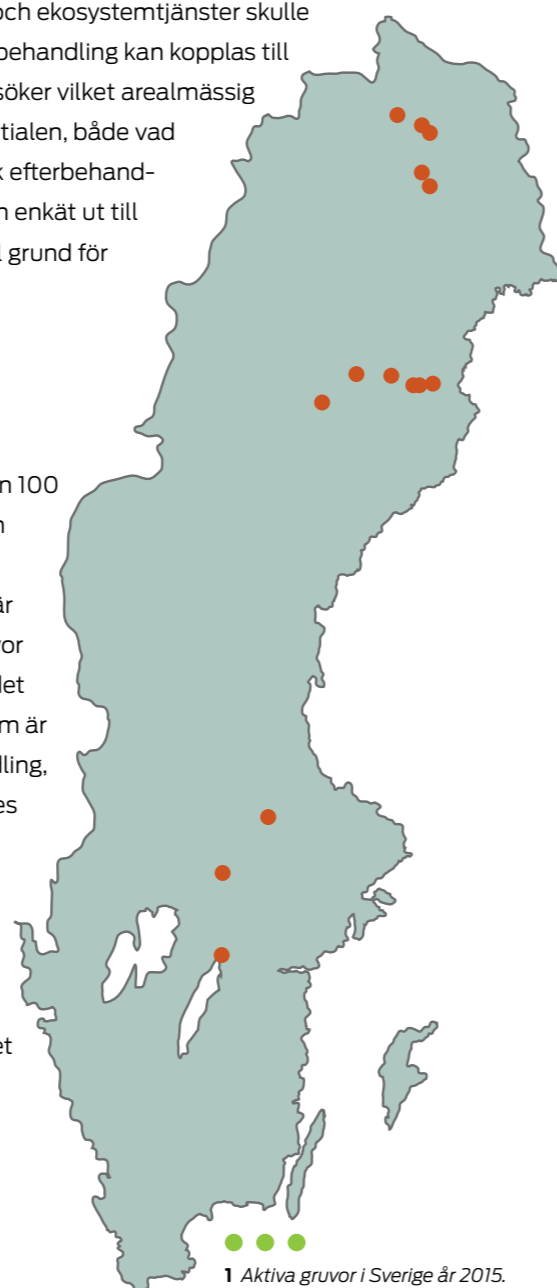 och ekosystemtjänster skulle
behandling kan kopplas till
söker vilket arealmässig
tialen, både vad
k efterbehand-
n enkät ut till
l grund för
n 100
n
är
vor
det
m är
dling,
es
et
1 Aktiva gruvor i Sverige år 2015.